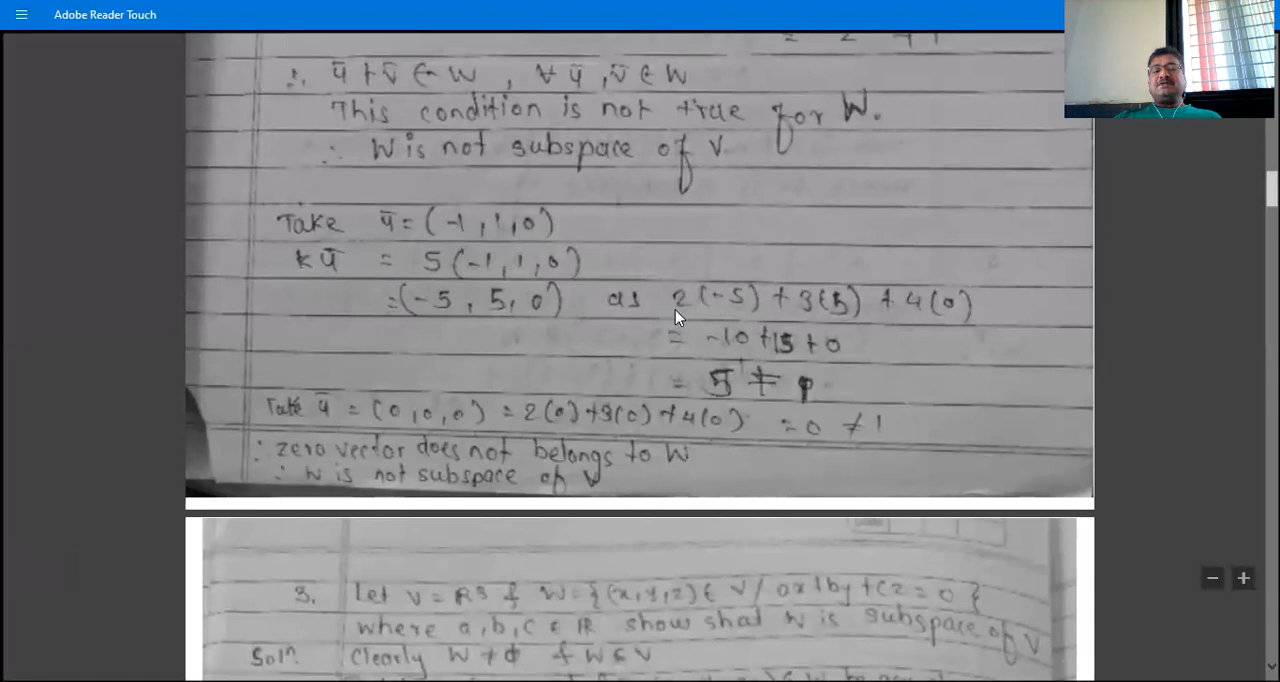 Adobe Reader Touch
= 2 ≠ 1
∴ ū + v̄ ∈ W , ∀ ū , v̄ ∈ W
This condition is not true for W.
∴ W is not subspace of V
Take ū = (-1, 1, 0)
kū = 5(-1, 1, 0)
= (-5, 5, 0) as 2(-5) + 3(5) + 4(0)
= -10 + 15 + 0
= 5 ≠ 1
Take ū = (0, 0, 0) = 2(0)+3(0)+4(0) = 0 ≠ 1
∴ zero vector does not belongs to W
∴ W is not subspace of V
3. Let V = R3 & W = {(x, y, z) ∈ V / ax+by+cz = 0 }
where a, b, c ∈ R show shat W is subspace of V
Soln. Clearly W ≠ ϕ & W ⊆ V